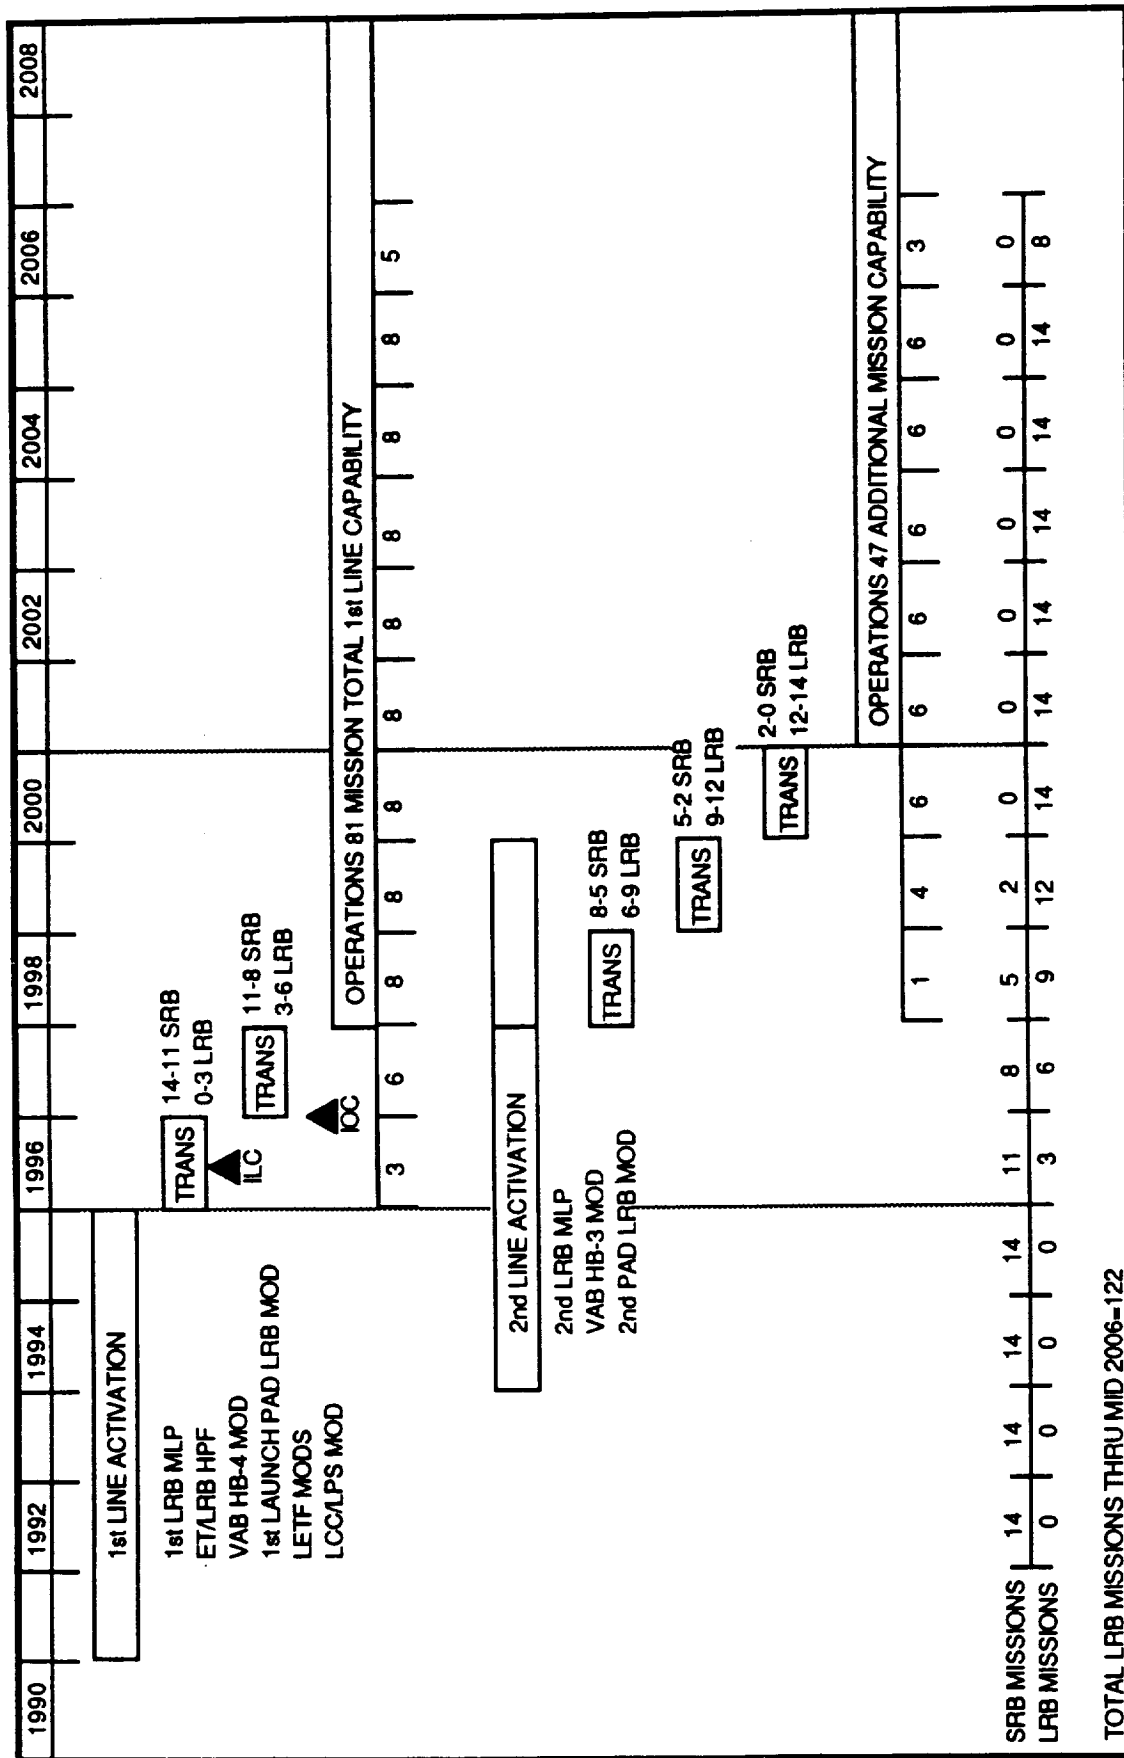 1990 1992 1994 1996 1998 2000 2002 2004 2006 2008
1st LINE ACTIVATION
1st LRB MLP
ET/LRB HPF
VAB HB-4 MOD
1st LAUNCH PAD LRB MOD
LETF MODS
LCC/LPS MOD
TRANS
14-11 SRB
0-3 LRB
ILC
TRANS
11-8 SRB
3-6 LRB
IOC
OPERATIONS 81 MISSION TOTAL 1st LINE CAPABILITY
3 6 8 8 8 8 8 8 8 8 5
2nd LINE ACTIVATION
2nd LRB MLP
VAB HB-3 MOD
2nd PAD LRB MOD
TRANS
8-5 SRB
6-9 LRB
TRANS
5-2 SRB
9-12 LRB
TRANS
2-0 SRB
12-14 LRB
OPERATIONS 47 ADDITIONAL MISSION CAPABILITY
1 4 6 6 6 6 6 6 3
SRB MISSIONS 14 14 14 14 11 8 5 2 0 0 0 0 0 0 0
LRB MISSIONS 0 0 0 0 3 6 9 12 14 14 14 14 14 14 8
TOTAL LRB MISSIONS THRU MID 2006=122